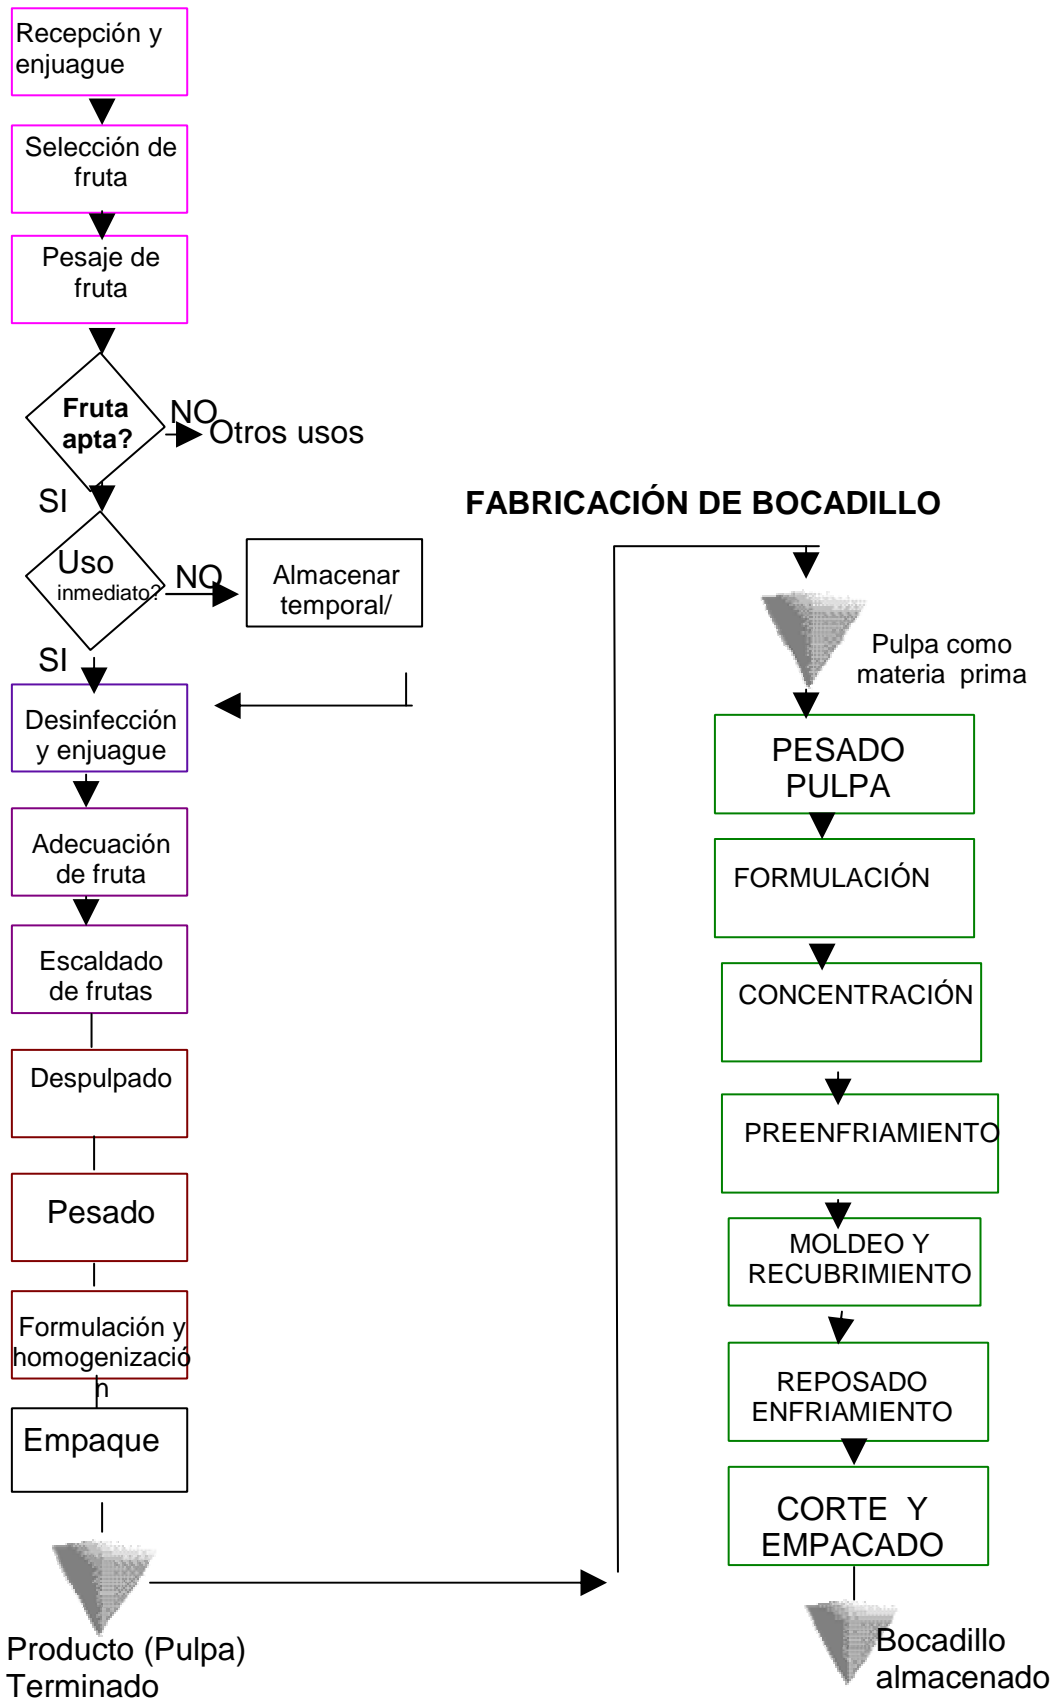 Recepción y
enjuague
Selección de
fruta
Pesaje de
fruta
Fruta
apta?
NO
Otros usos
SI
Uso
inmediato?
NO
Almacenar
temporal/
SI
Desinfección
y enjuague
Adecuación
de fruta
Escaldado
de frutas
Despulpado
Pesado
Formulación y
homogenizació
n
Empaque
Producto (Pulpa)
Terminado
FABRICACIÓN DE BOCADILLO
Pulpa como
materia prima
PESADO
PULPA
FORMULACIÓN
CONCENTRACIÓN
PREENFRIAMIENTO
MOLDEO Y
RECUBRIMIENTO
REPOSADO
ENFRIAMIENTO
CORTE Y
EMPACADO
Bocadillo
almacenado